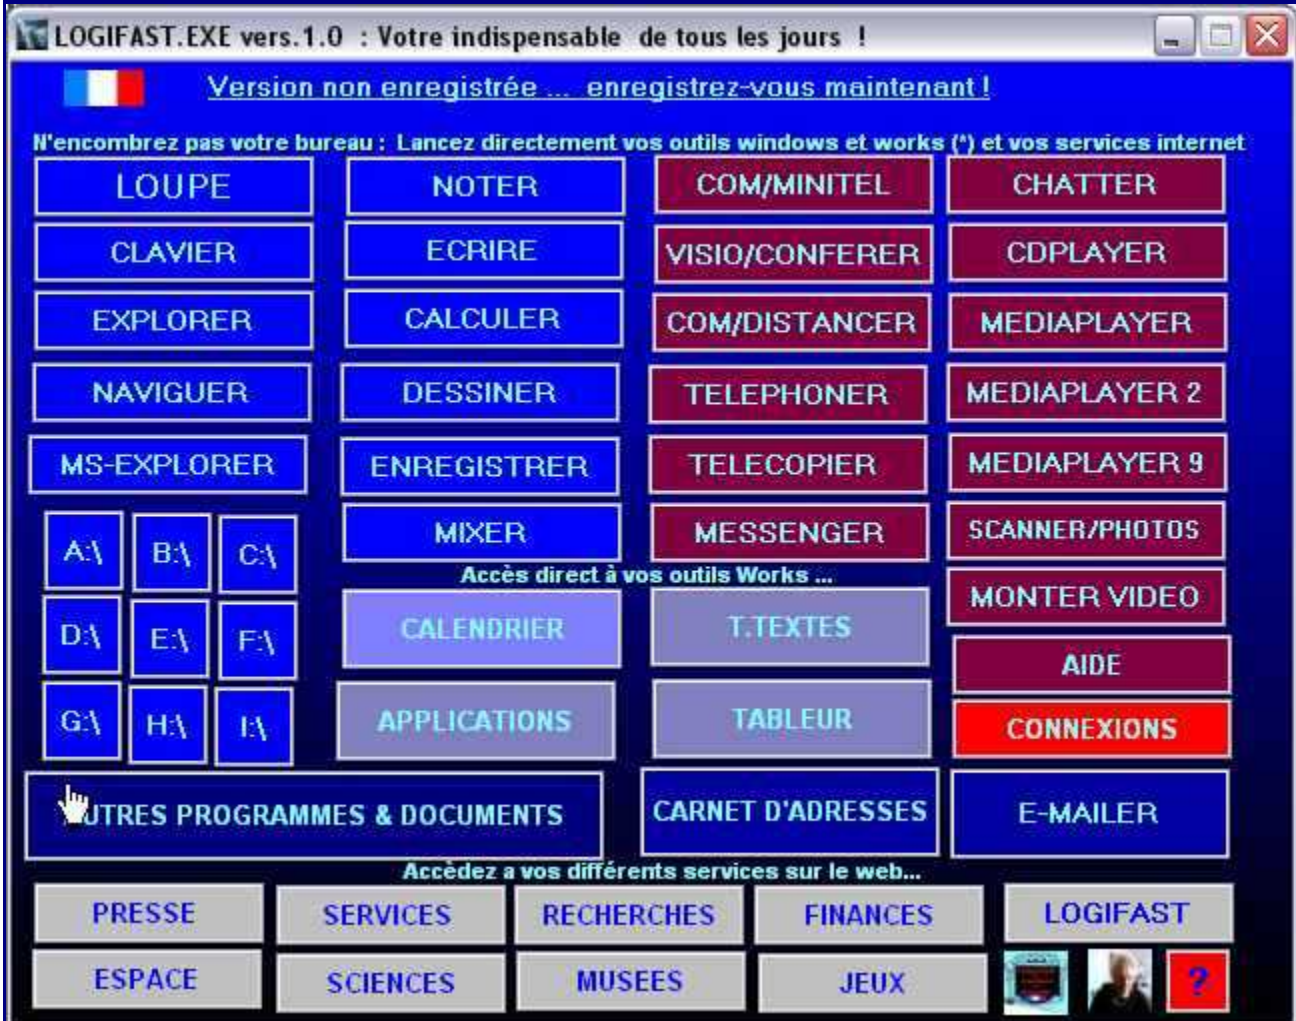 LOGIFAST.EXE vers.1.0 : Votre indispensable de tous les jours !
Version non enregistrée ... enregistrez-vous maintenant !
N'encombrez pas votre bureau : Lancez directement vos outils windows et works (*) et vos services internet
LOUPE NOTER COM/MINITEL CHATTER
CLAVIER ECRIRE VISIO/CONFERER CDPLAYER
EXPLORER CALCULER COM/DISTANCER MEDIAPLAYER
NAVIGUER DESSINER TELEPHONER MEDIAPLAYER 2
MS-EXPLORER ENREGISTRER TELECOPIER MEDIAPLAYER 9
A:\ B:\ C:\ MIXER MESSENGER SCANNER/PHOTOS
Accès direct à vos outils Works ...
MONTER VIDEO
D:\ E:\ F:\ CALENDRIER T.TEXTES
AIDE
G:\ H:\ I:\ APPLICATIONS TABLEUR CONNEXIONS
UTRES PROGRAMMES & DOCUMENTS CARNET D'ADRESSES E-MAILER
Accèdez a vos différents services sur le web...
PRESSE SERVICES RECHERCHES FINANCES LOGIFAST
ESPACE SCIENCES MUSEES JEUX ?